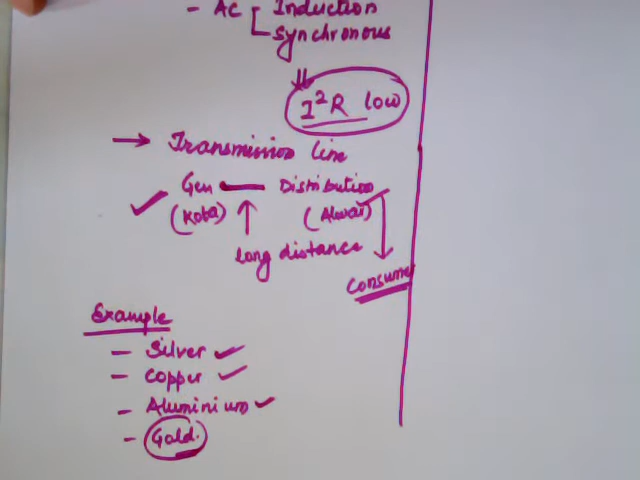 - AC - Induction
- Synchronous
I²R low
→ Transmission line
Gen — Distribution
(Kota) (Alwar)
long distance
Consumer
Example
- Silver ✓
- Copper ✓
- Aluminium ✓
- Gold.